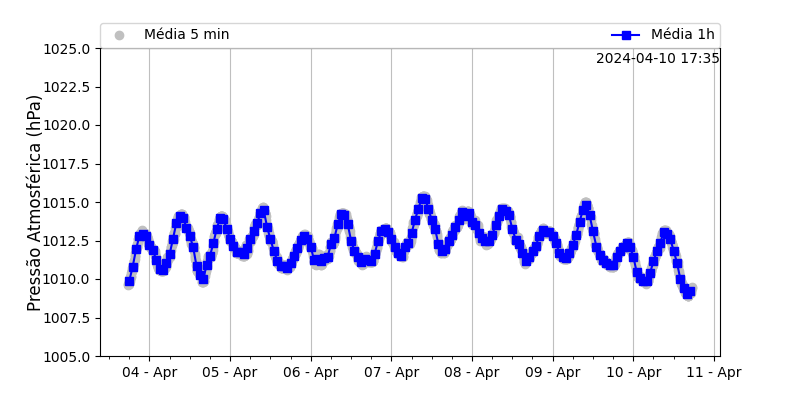 Média 5 min
Média 1h
2024-04-10 17:35
Pressão Atmosférica (hPa)
1025.0
1022.5
1020.0
1017.5
1015.0
1012.5
1010.0
1007.5
1005.0
04 - Apr
05 - Apr
06 - Apr
07 - Apr
08 - Apr
09 - Apr
10 - Apr
11 - Apr